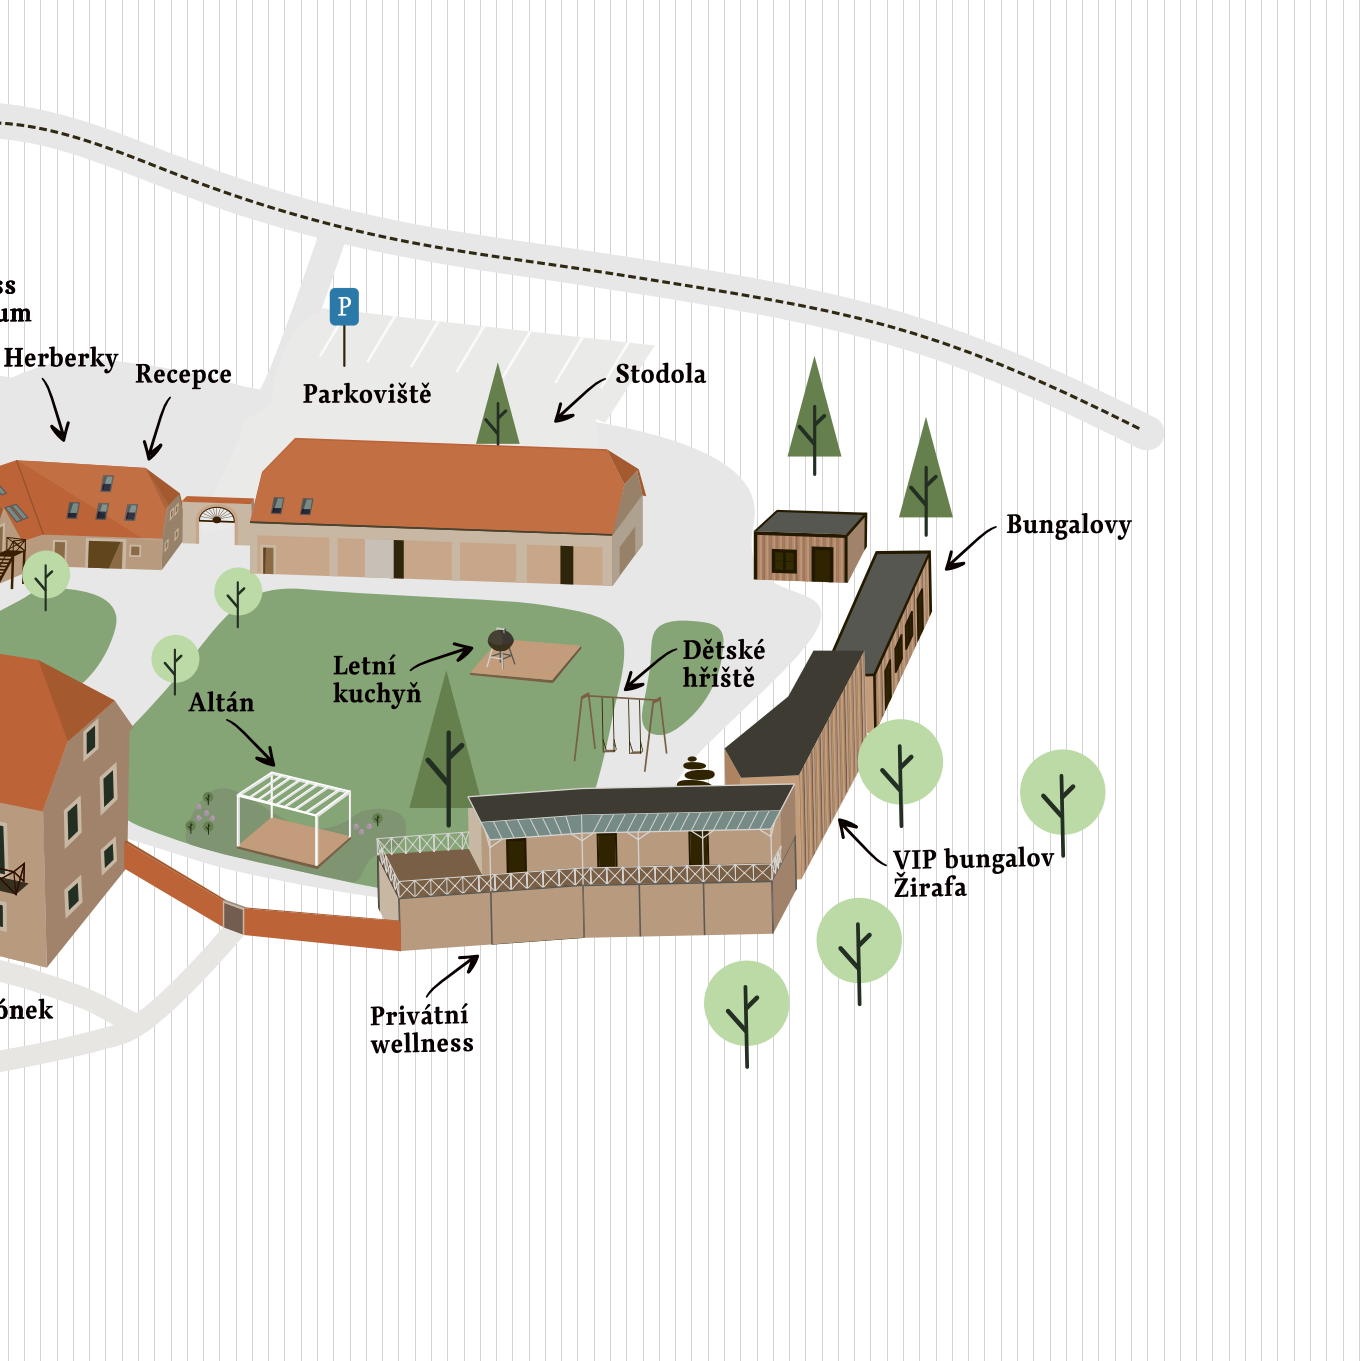 P
Herberky
Recepce
Parkoviště
Stodola
Bungalovy
Letní
kuchyň
Dětské
hřiště
Altán
VIP bungalov
Žirafa
Privátní
wellness